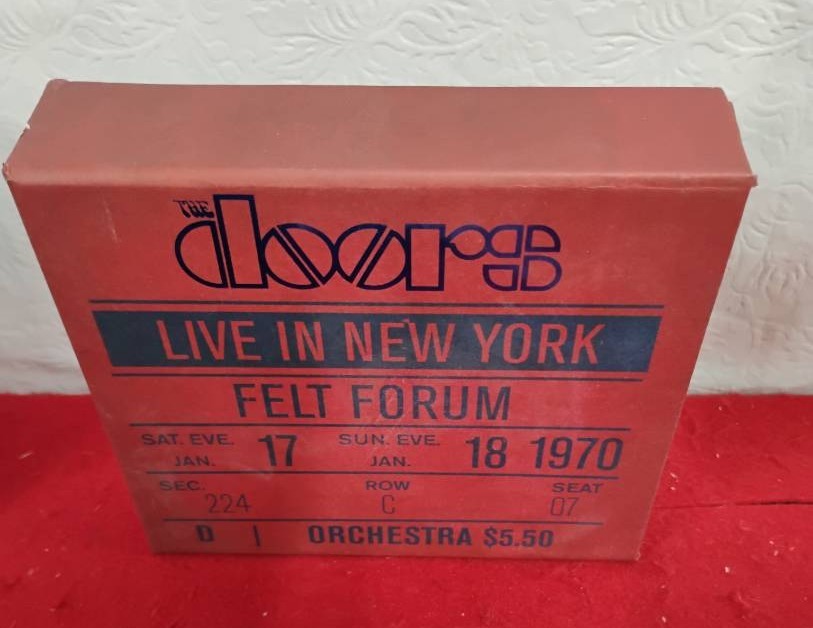 THE
doors
LIVE IN NEW YORK
FELT FORUM
SAT. EVE. JAN. 17 SUN. EVE. JAN. 18 1970
SEC. 224 ROW C SEAT 07
D | ORCHESTRA $5.50